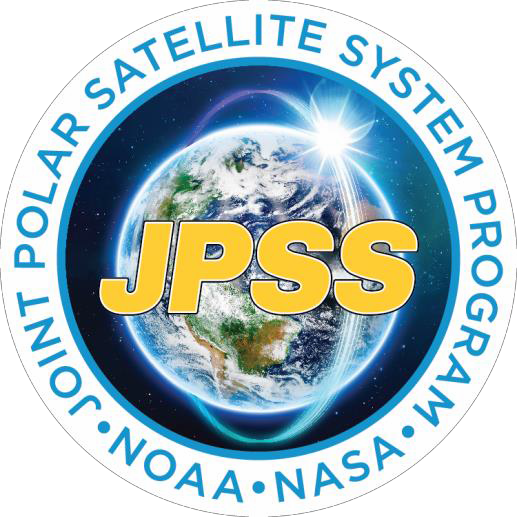 JOINT POLAR SATELLITE SYSTEM PROGRAM
JPSS
•NOAA•NASA•